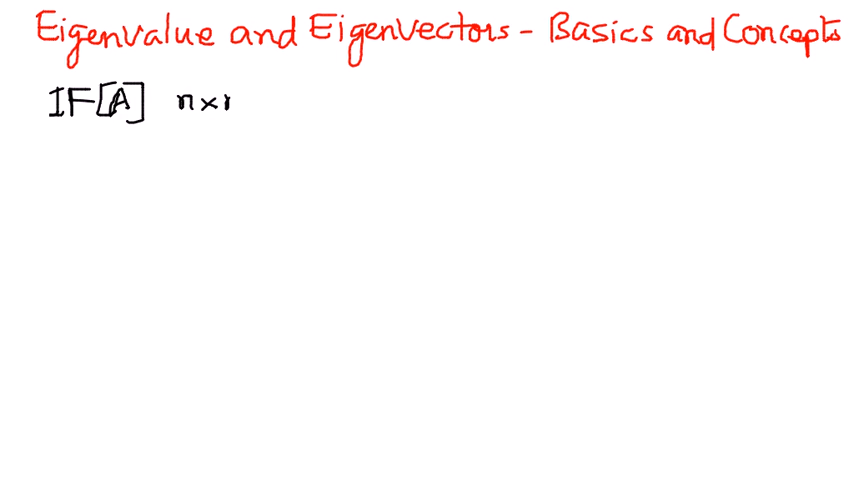 Eigenvalue and Eigenvectors - Basics and Concepts
IF [A] n×